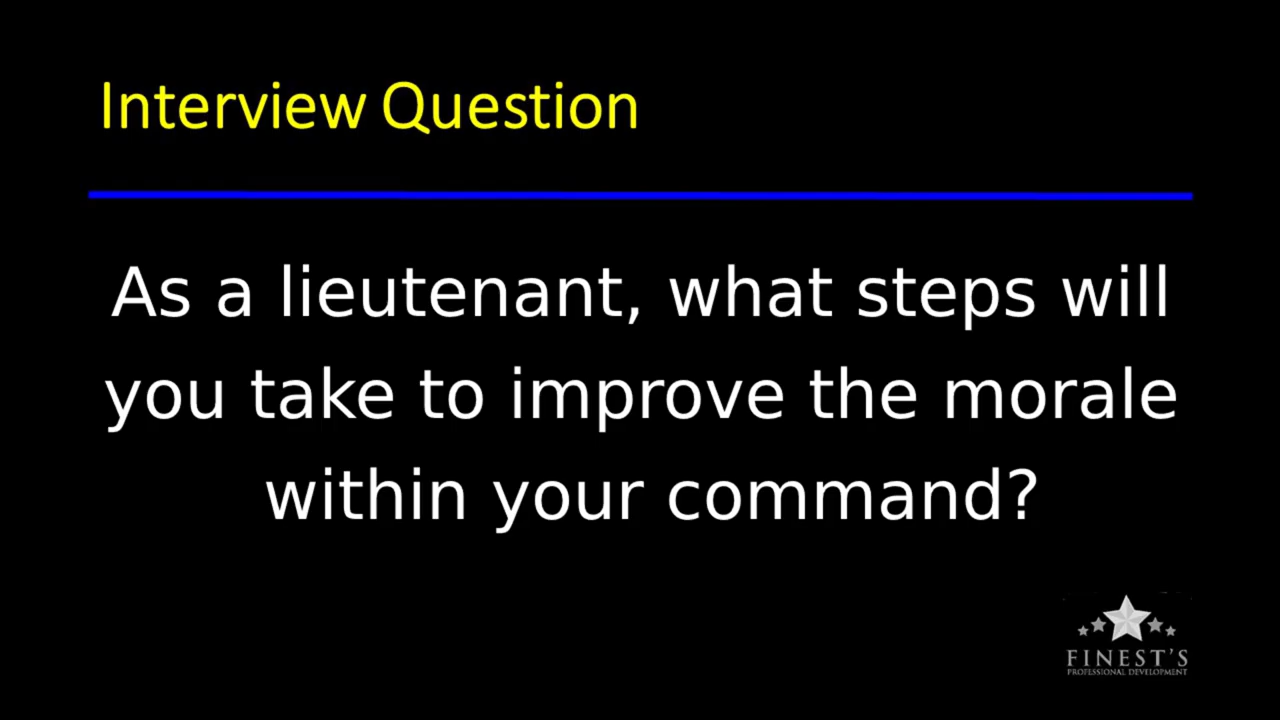 Interview Question
As a lieutenant, what steps will
you take to improve the morale
within your command?
FINEST'S
PROFESSIONAL DEVELOPMENT